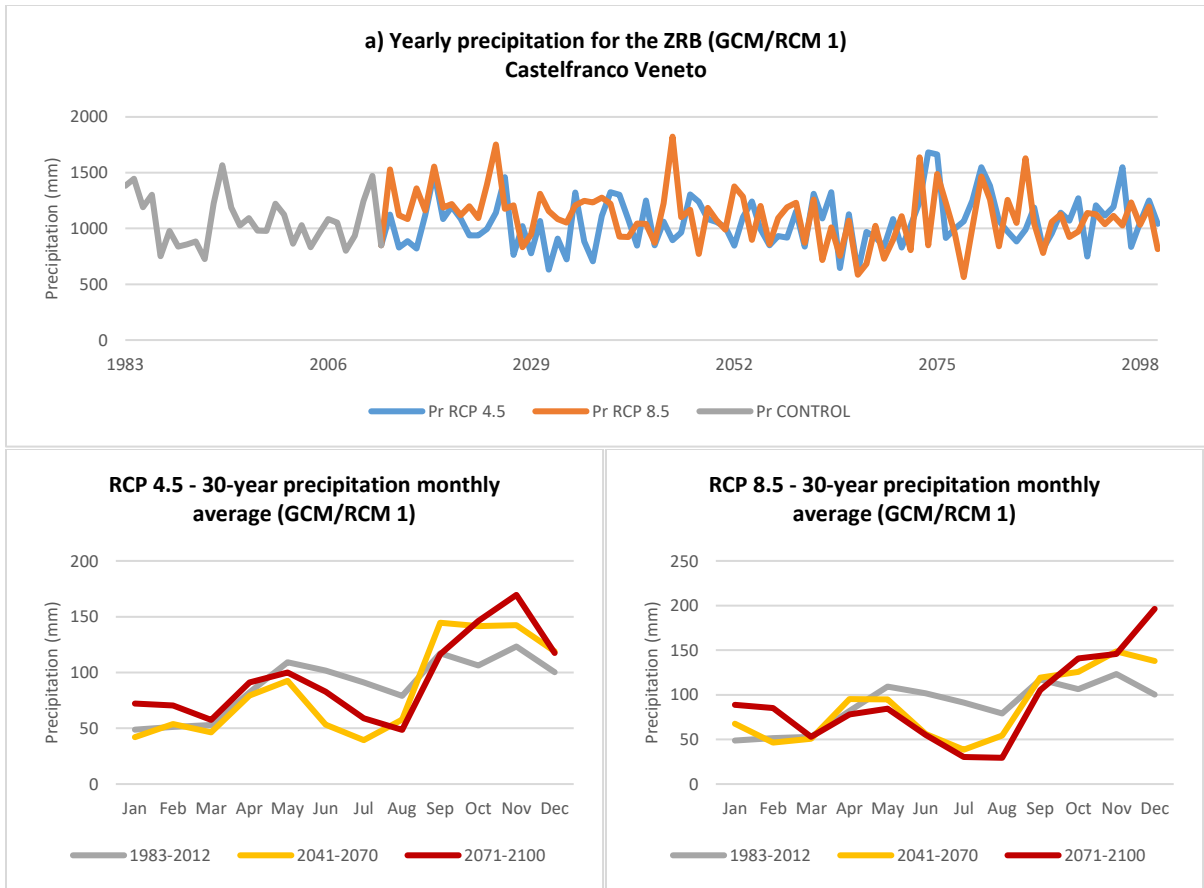 a) Yearly precipitation for the ZRB (GCM/RCM 1)
Castelfranco Veneto
Precipitation (mm)
2000
1500
1000
500
0
1983 2006 2029 2052 2075 2098
Pr RCP 4.5 Pr RCP 8.5 Pr CONTROL
RCP 4.5 - 30-year precipitation monthly
average (GCM/RCM 1)
Precipitation (mm)
200
150
100
50
0
Jan Feb Mar Apr May Jun Jul Aug Sep Oct Nov Dec
1983-2012 2041-2070 2071-2100
RCP 8.5 - 30-year precipitation monthly
average (GCM/RCM 1)
Precipitation (mm)
250
200
150
100
50
0
Jan Feb Mar Apr May Jun Jul Aug Sep Oct Nov Dec
1983-2012 2041-2070 2071-2100